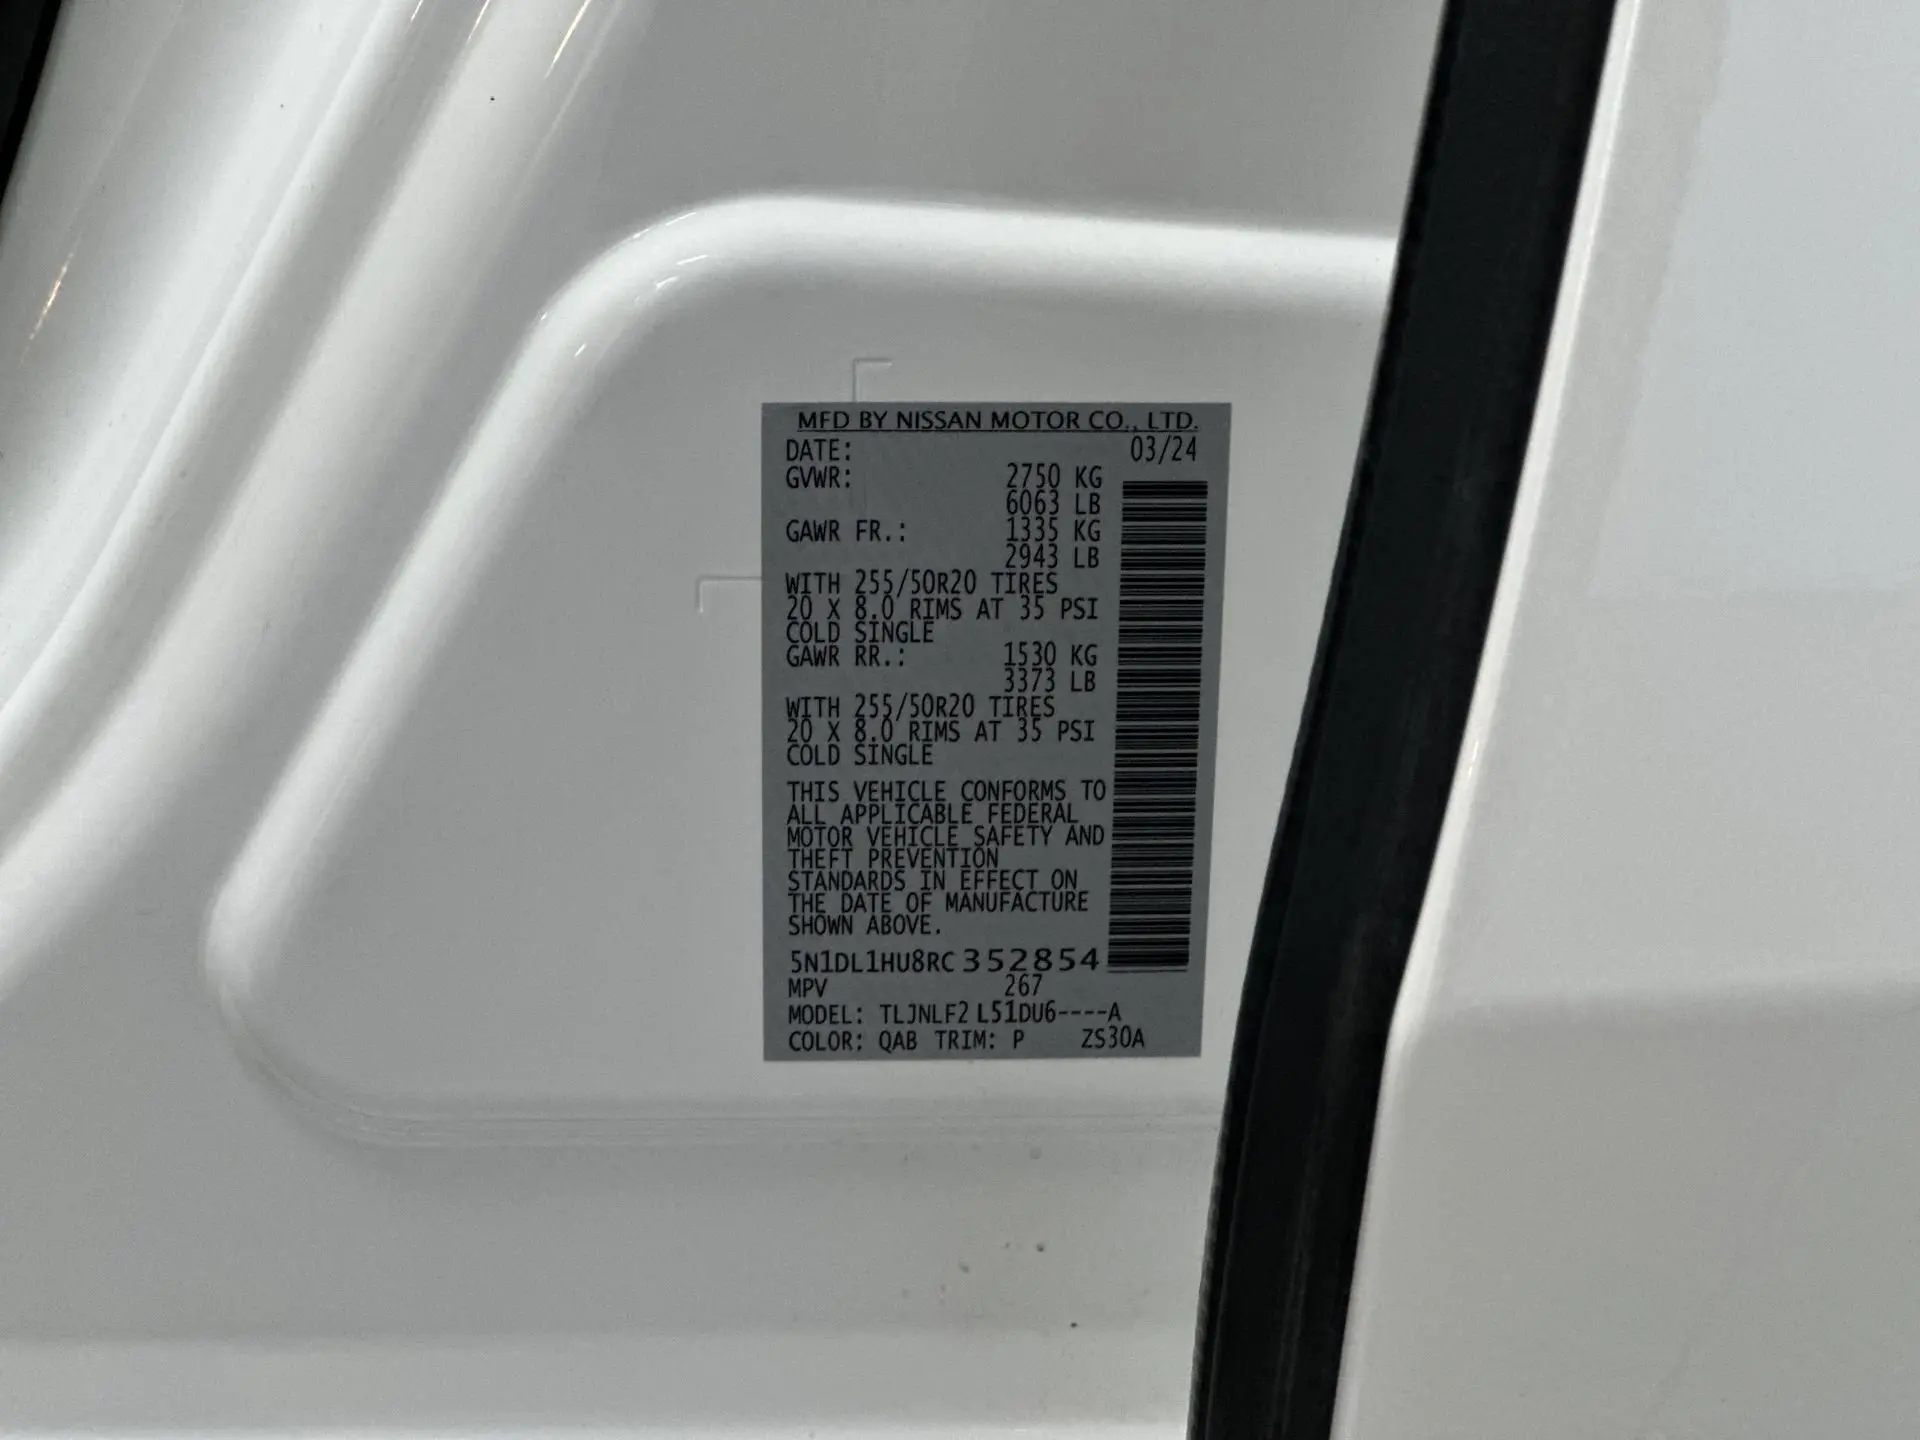 MFD BY NISSAN MOTOR CO., LTD.
DATE: 03/24
GVWR: 2750 KG
6063 LB
GAWR FR.: 1335 KG
2943 LB
WITH 255/50R20 TIRES
20 X 8.0 RIMS AT 35 PSI
COLD SINGLE
GAWR RR.: 1530 KG
3373 LB
WITH 255/50R20 TIRES
20 X 8.0 RIMS AT 35 PSI
COLD SINGLE
THIS VEHICLE CONFORMS TO
ALL APPLICABLE FEDERAL
MOTOR VEHICLE SAFETY AND
THEFT PREVENTION
STANDARDS IN EFFECT ON
THE DATE OF MANUFACTURE
SHOWN ABOVE.
5N1DL1HU8RC352854
MPV 267
MODEL: TLJNLF2 L51DU6----A
COLOR: QAB TRIM: P ZS30A